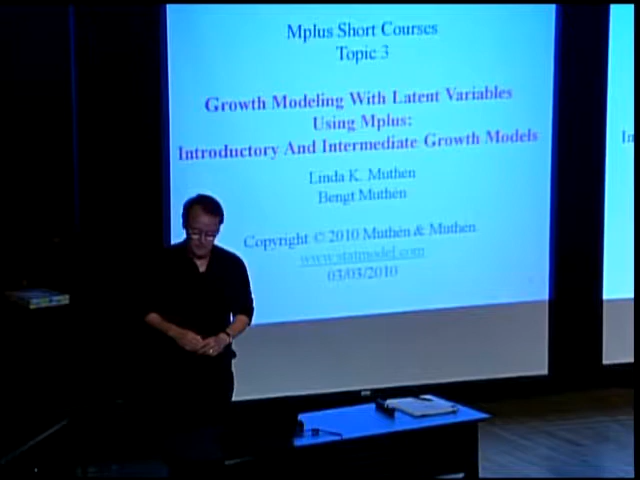 Mplus Short Courses
Topic 3
Growth Modeling With Latent Variables
Using Mplus:
Introductory And Intermediate Growth Models
Linda K. Muthén
Bengt Muthén
Copyright © 2010 Muthén & Muthén
www.statmodel.com
03/03/2010
In